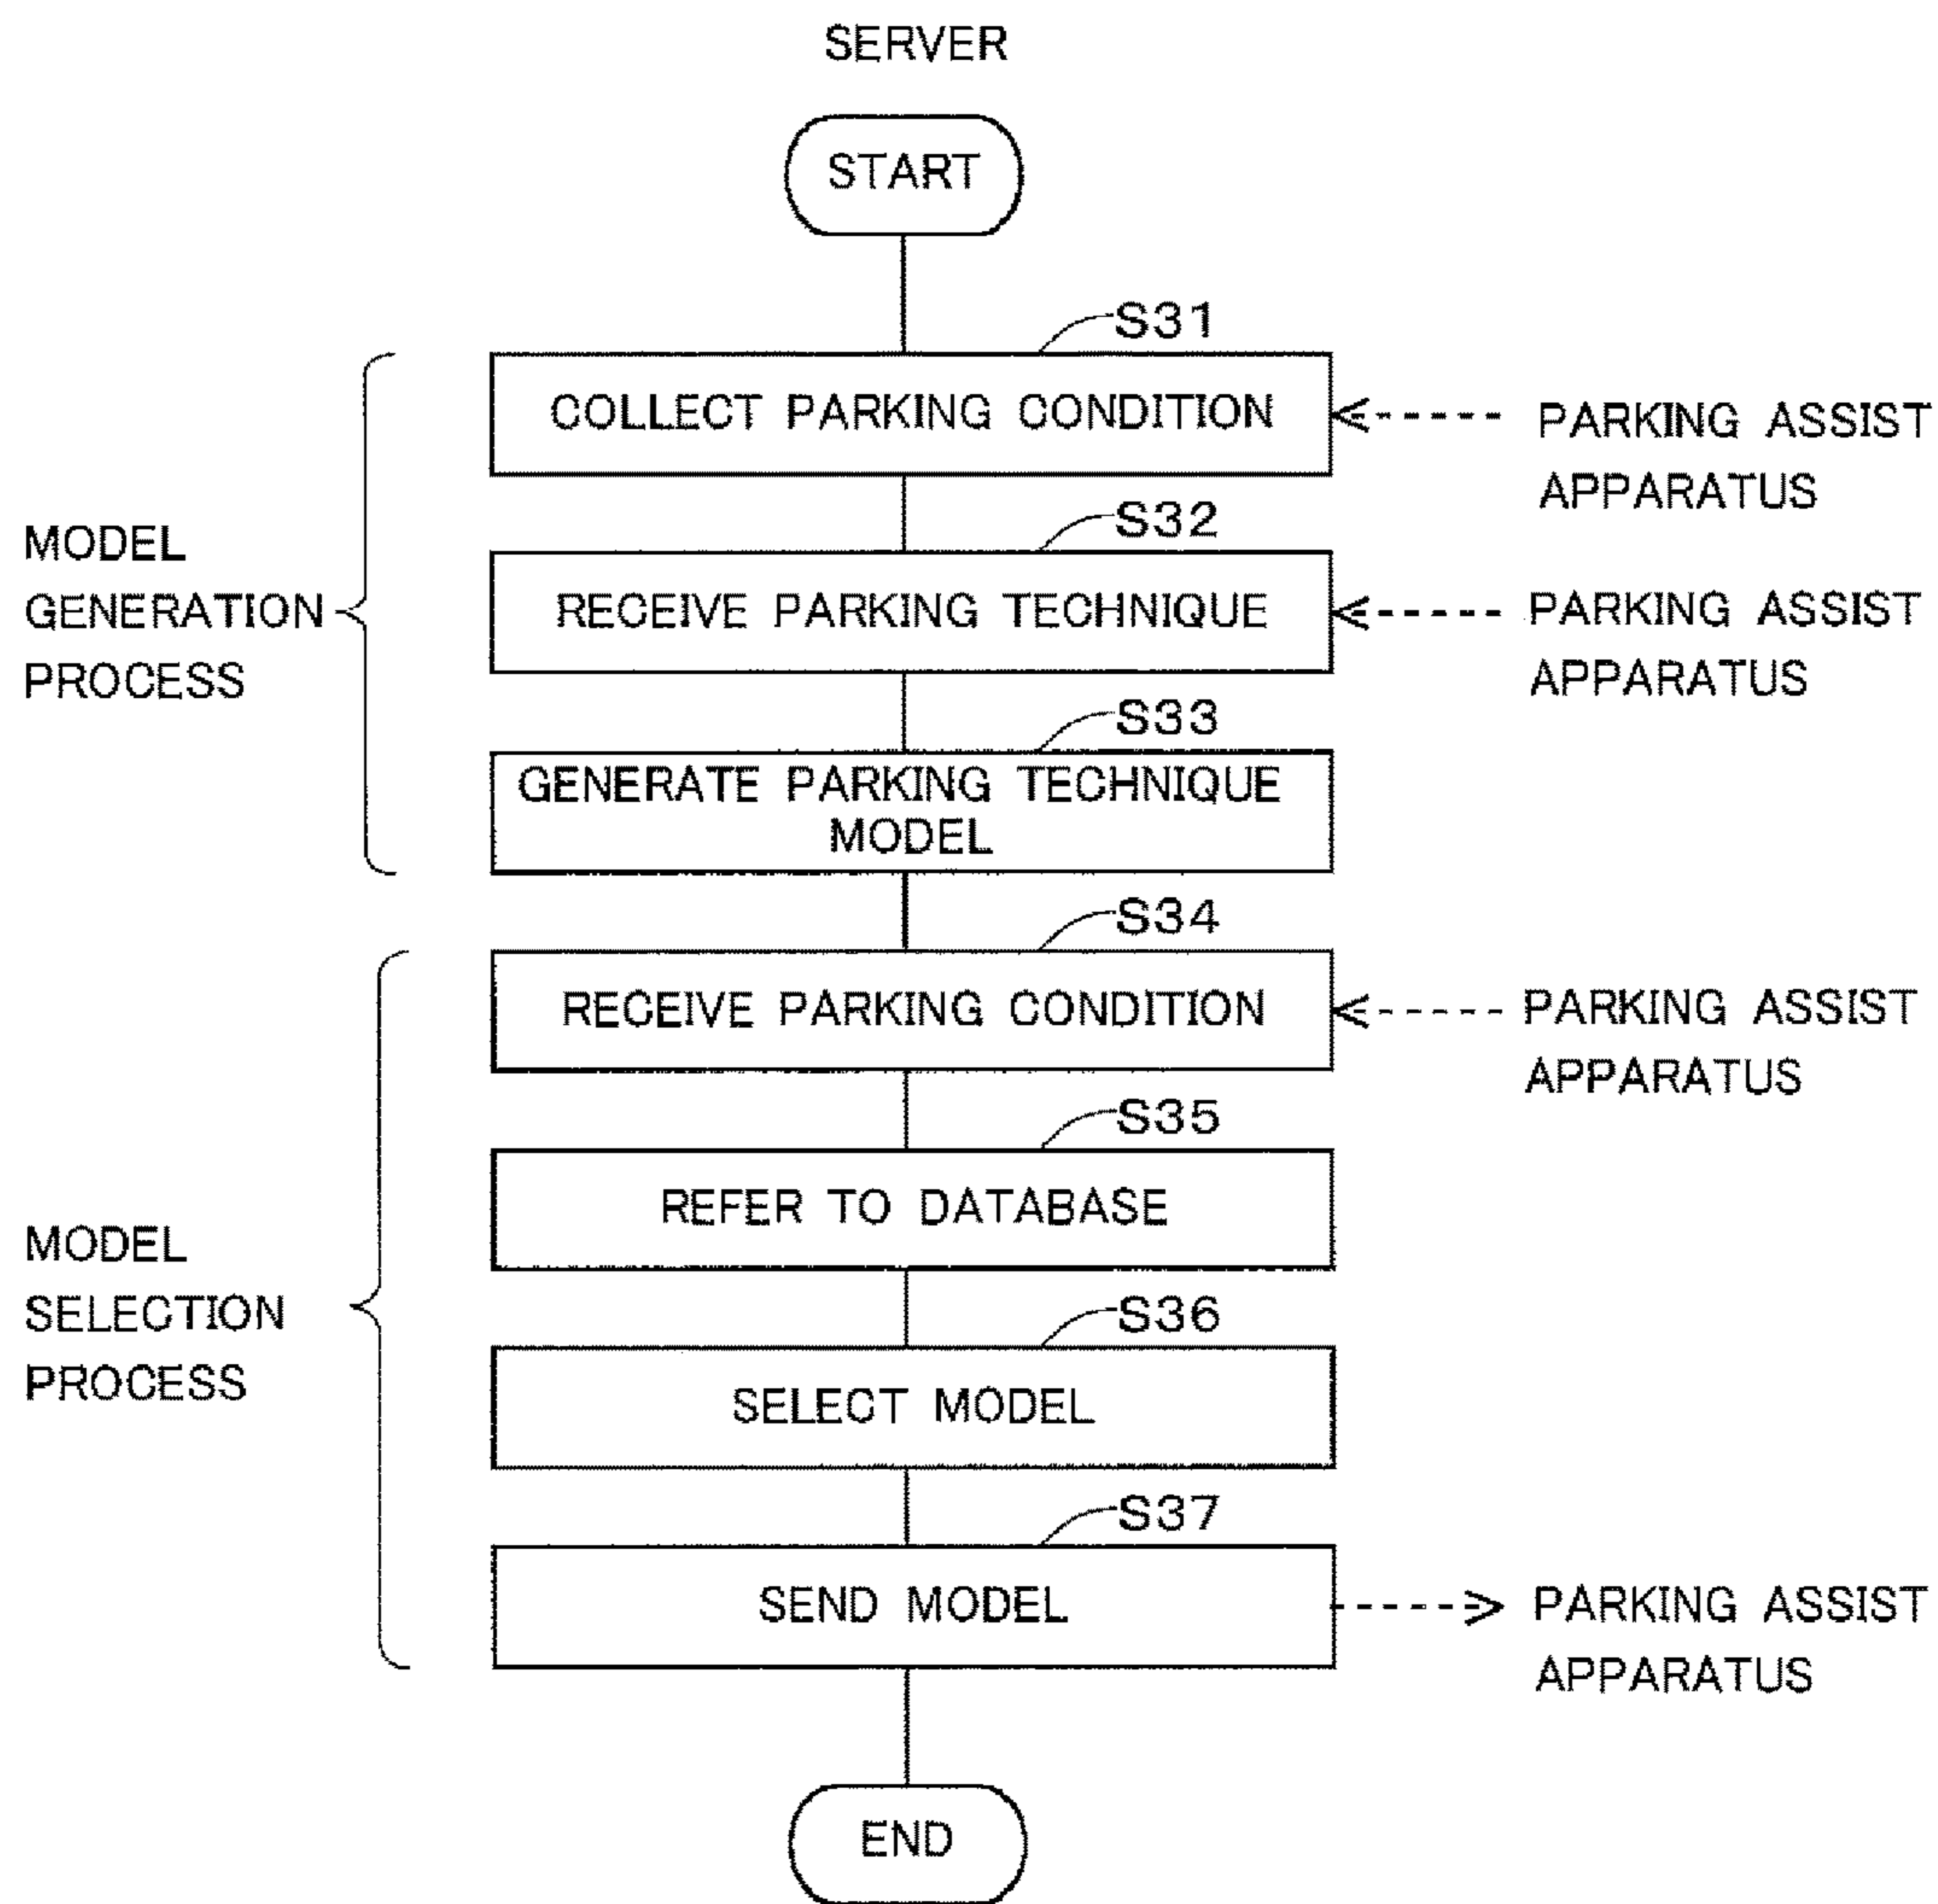 SERVER
START
S31
COLLECT PARKING CONDITION
PARKING ASSIST
APPARATUS
S32
MODEL
GENERATION
PROCESS
RECEIVE PARKING TECHNIQUE
PARKING ASSIST
APPARATUS
S33
GENERATE PARKING TECHNIQUE
MODEL
S34
RECEIVE PARKING CONDITION
PARKING ASSIST
APPARATUS
S35
REFER TO DATABASE
MODEL
SELECTION
PROCESS
S36
SELECT MODEL
S37
SEND MODEL
PARKING ASSIST
APPARATUS
END